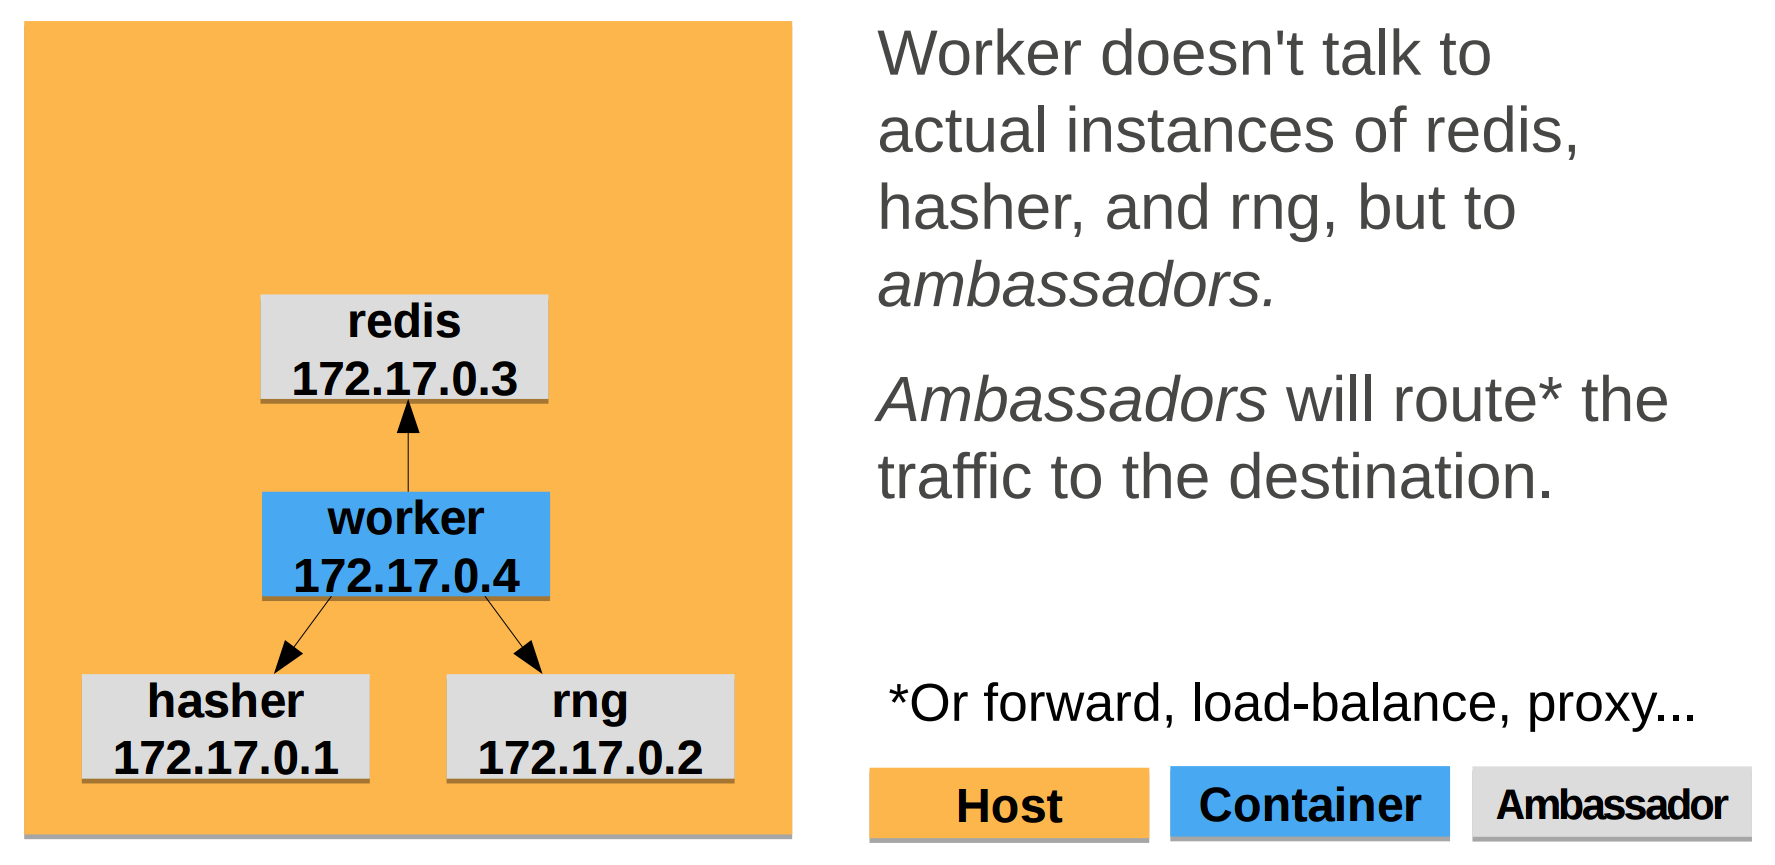 redis
172.17.0.3
worker
172.17.0.4
hasher
172.17.0.1
rng
172.17.0.2
Worker doesn't talk to
actual instances of redis,
hasher, and rng, but to
ambassadors.
Ambassadors will route* the
traffic to the destination.
*Or forward, load-balance, proxy...
Host
Container
Ambassador